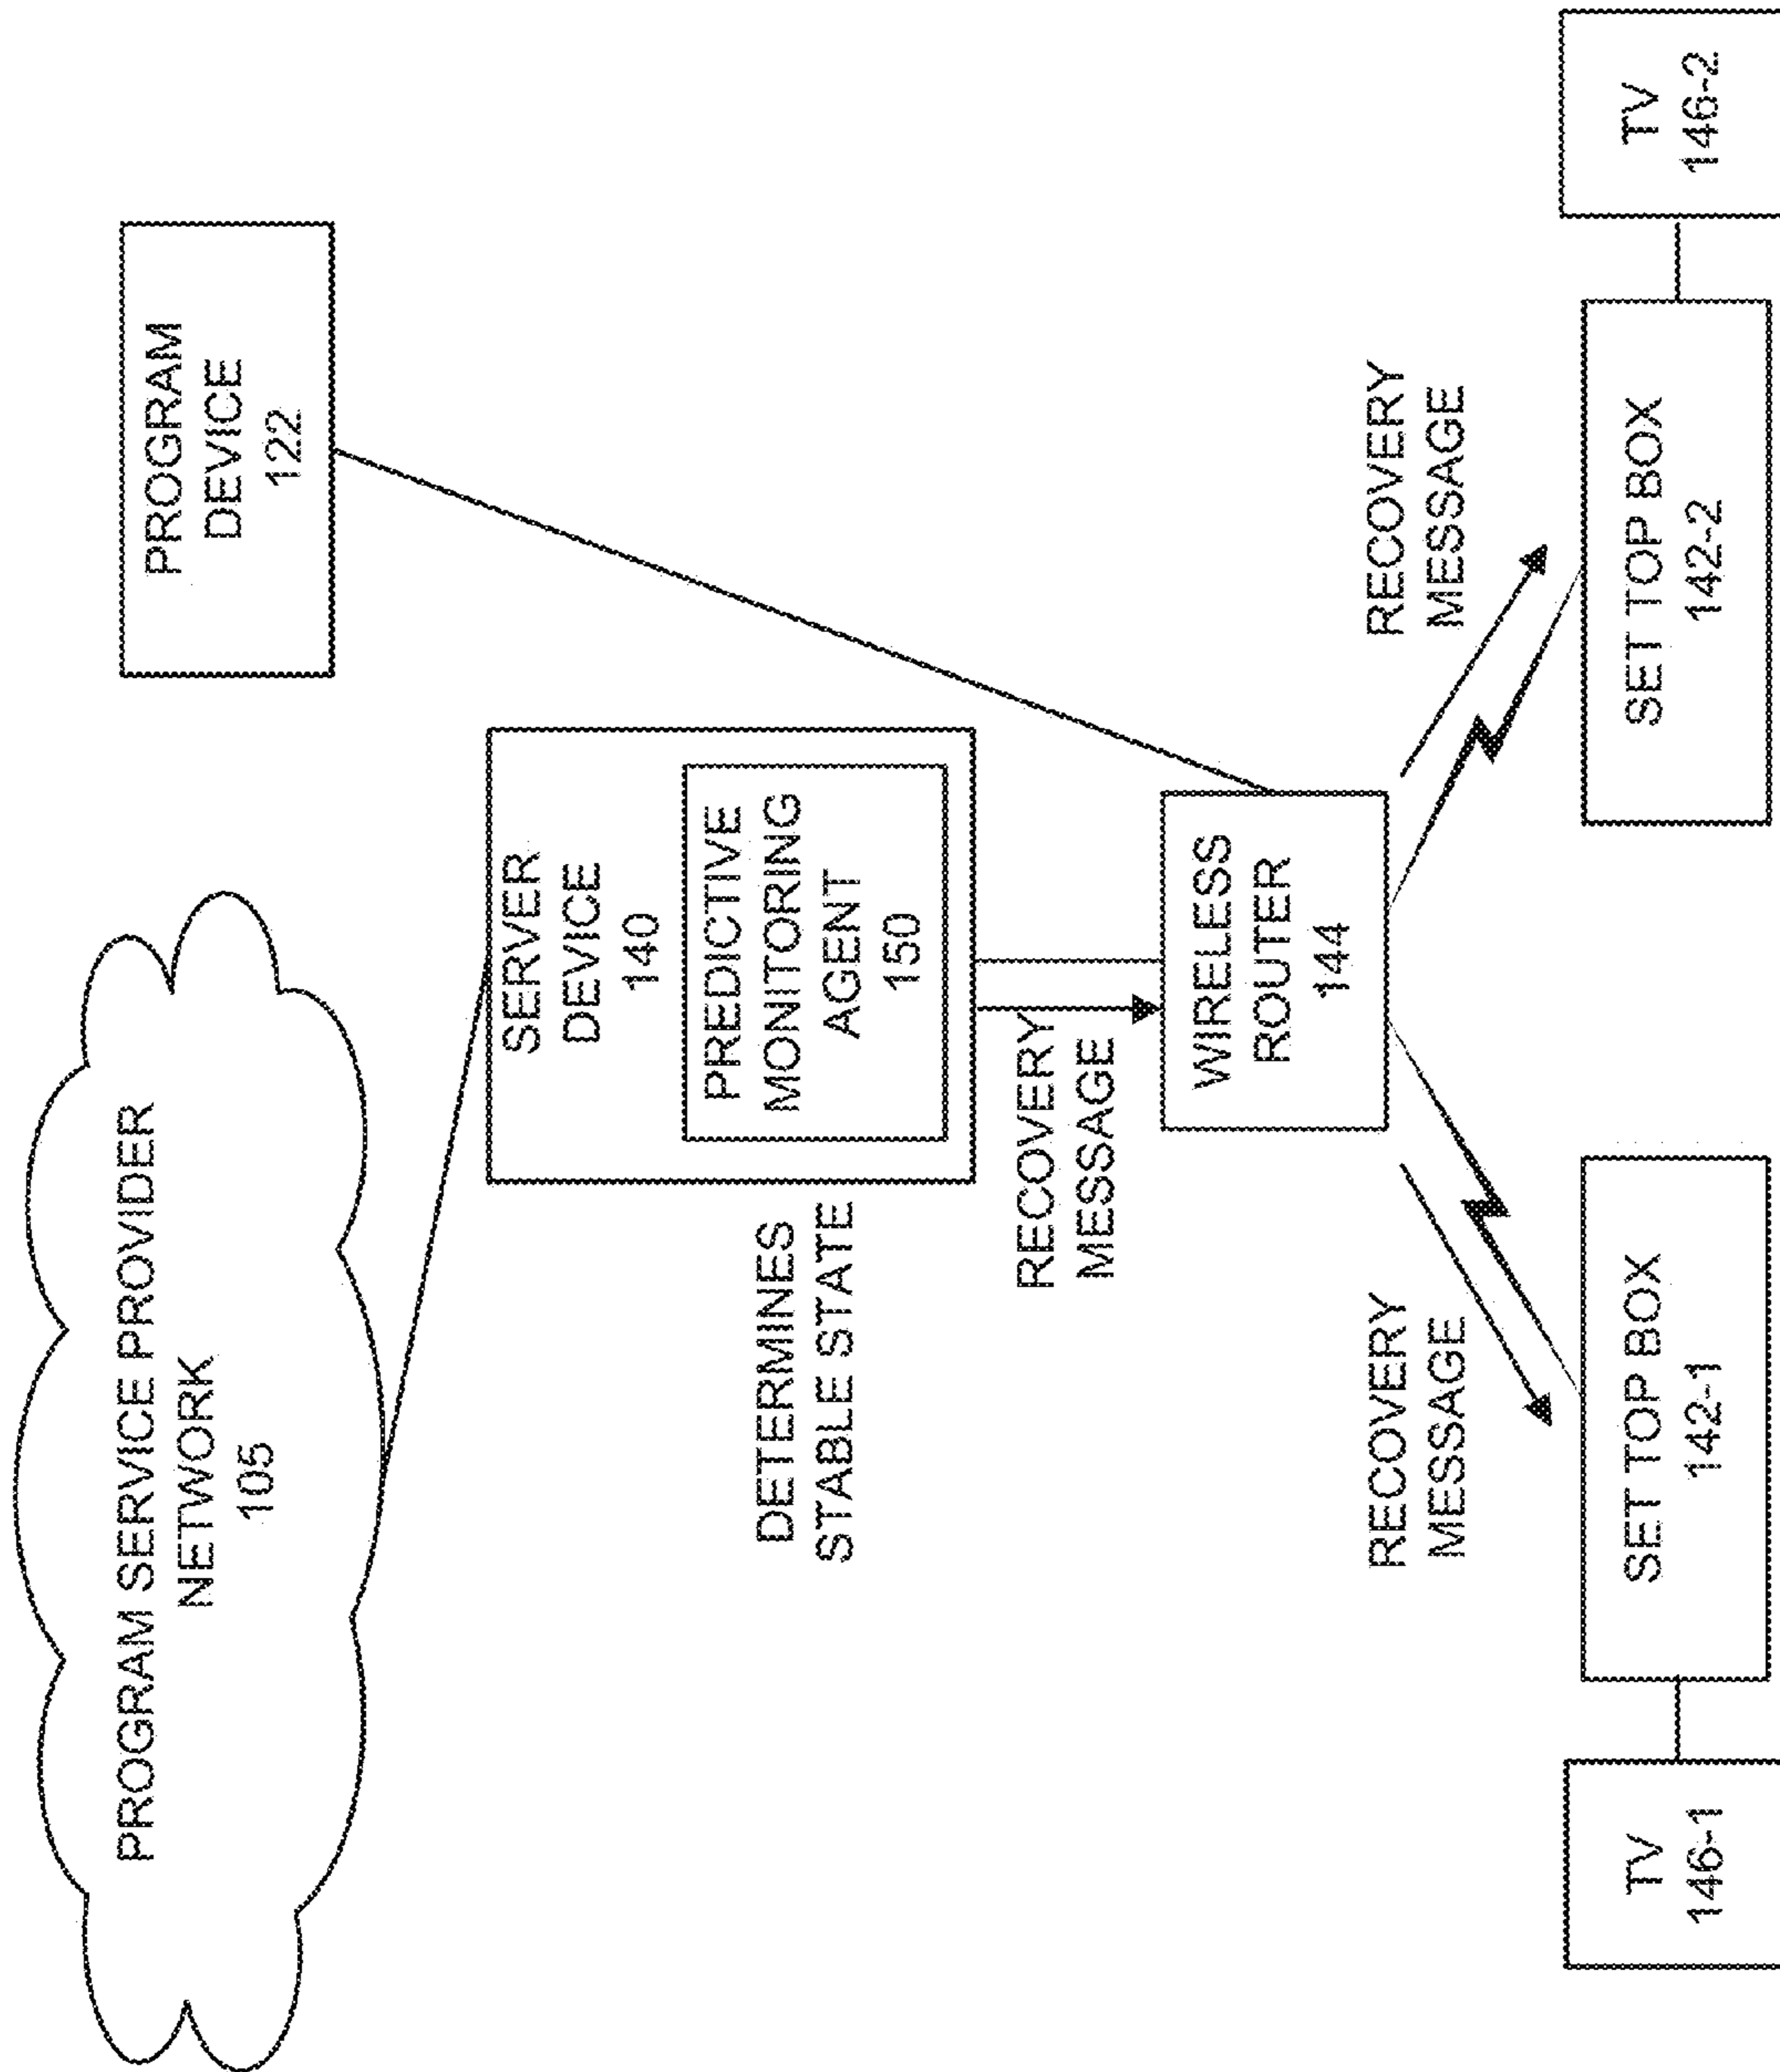 PROGRAM SERVICE PROVIDER
NETWORK
105
PROGRAM
DEVICE
122
SERVER
DEVICE
140
PREDICTIVE
MONITORING
AGENT
150
DETERMINES
STABLE STATE
RECOVERY
MESSAGE
WIRELESS
ROUTER
144
RECOVERY
MESSAGE
RECOVERY
MESSAGE
TV
146-1
SET TOP BOX
142-1
SET TOP BOX
142-2
TV
146-2